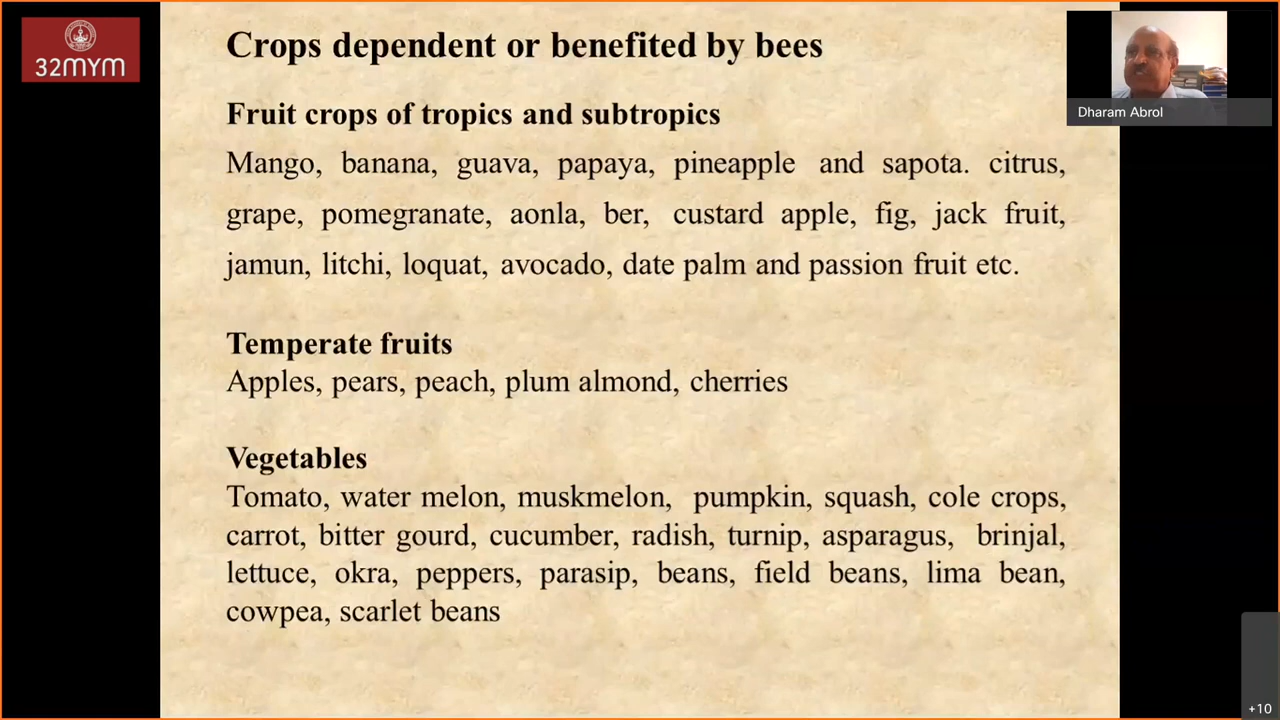 32MYM
Crops dependent or benefited by bees
Dharam Abrol
Fruit crops of tropics and subtropics
Mango, banana, guava, papaya, pineapple and sapota. citrus,
grape, pomegranate, aonla, ber, custard apple, fig, jack fruit,
jamun, litchi, loquat, avocado, date palm and passion fruit etc.
Temperate fruits
Apples, pears, peach, plum almond, cherries
Vegetables
Tomato, water melon, muskmelon, pumpkin, squash, cole crops,
carrot, bitter gourd, cucumber, radish, turnip, asparagus, brinjal,
lettuce, okra, peppers, parasip, beans, field beans, lima bean,
cowpea, scarlet beans
+10